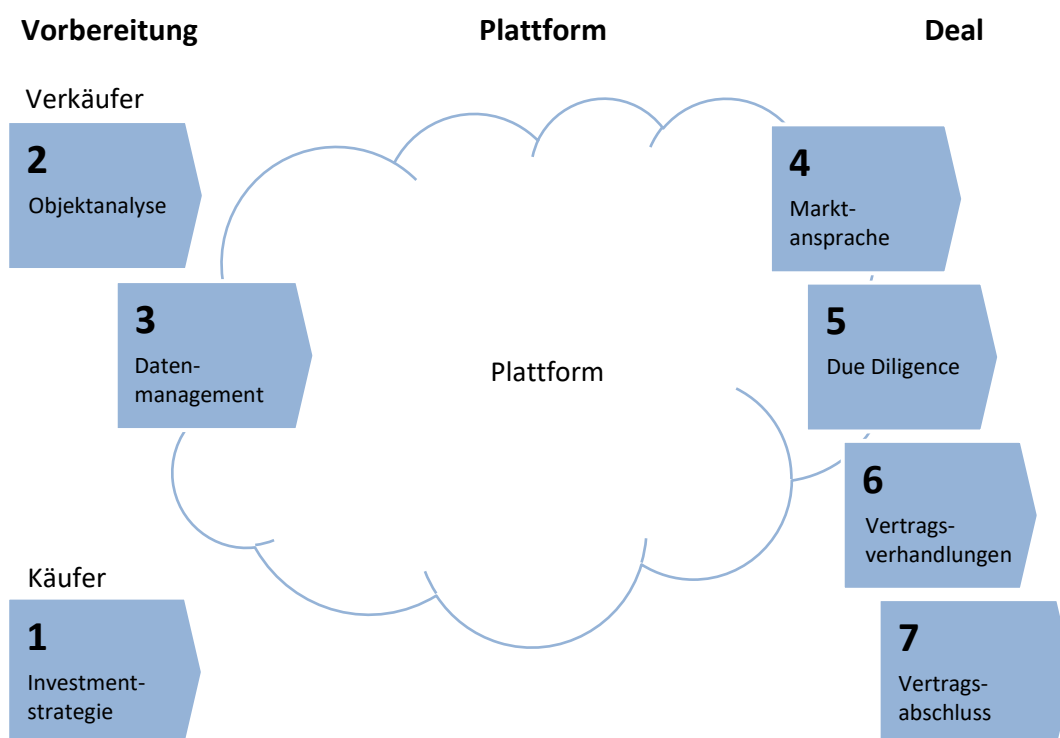 Vorbereitung
Plattform
Deal
Verkäufer
2
Objektanalyse
3
Daten-
management
Käufer
1
Investment-
strategie
Plattform
4
Markt-
ansprache
5
Due Diligence
6
Vertrags-
verhandlungen
7
Vertrags-
abschluss